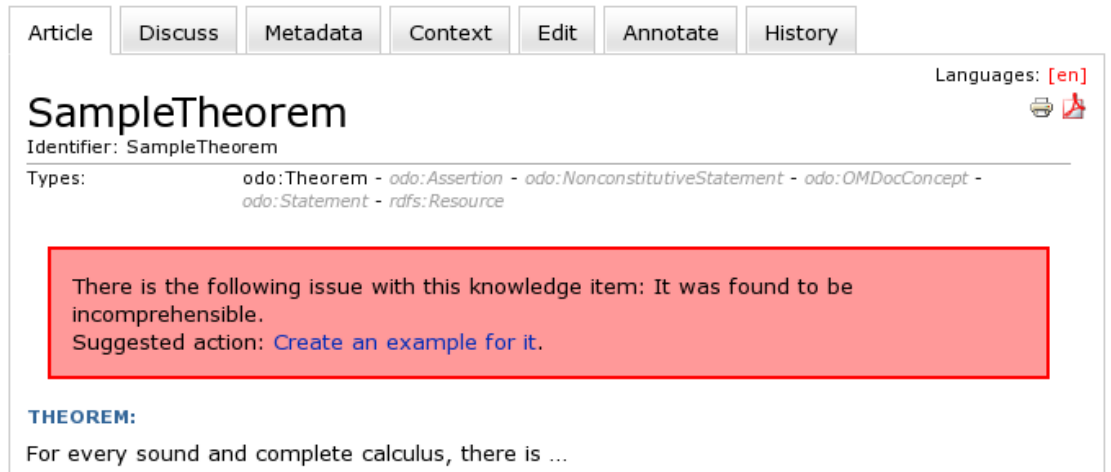 Article Discuss Metadata Context Edit Annotate History
Languages: [en]
SampleTheorem
Identifier: SampleTheorem
Types: odo:Theorem - odo:Assertion - odo:NonconstitutiveStatement - odo:OMDocConcept -
odo:Statement - rdfs:Resource
There is the following issue with this knowledge item: It was found to be
incomprehensible.
Suggested action: Create an example for it.
THEOREM:
For every sound and complete calculus, there is ...